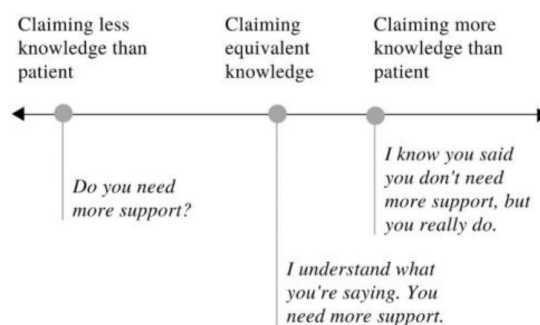 Claiming less
knowledge than
patient
Claiming
equivalent
knowledge
Claiming more
knowledge than
patient
Do you need
more support?
I understand what
you're saying. You
need more support.
I know you said
you don't need
more support, but
you really do.